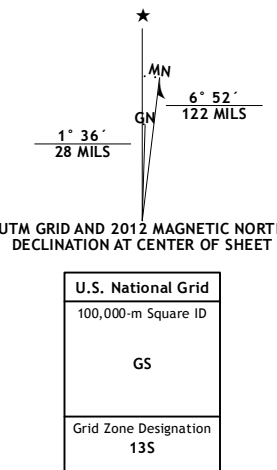 ★
MN
GN
6° 52´
122 MILS
1° 36´
28 MILS
UTM GRID AND 2012 MAGNETIC NORTH
DECLINATION AT CENTER OF SHEET
U.S. National Grid
100,000-m Square ID
GS
Grid Zone Designation
13S